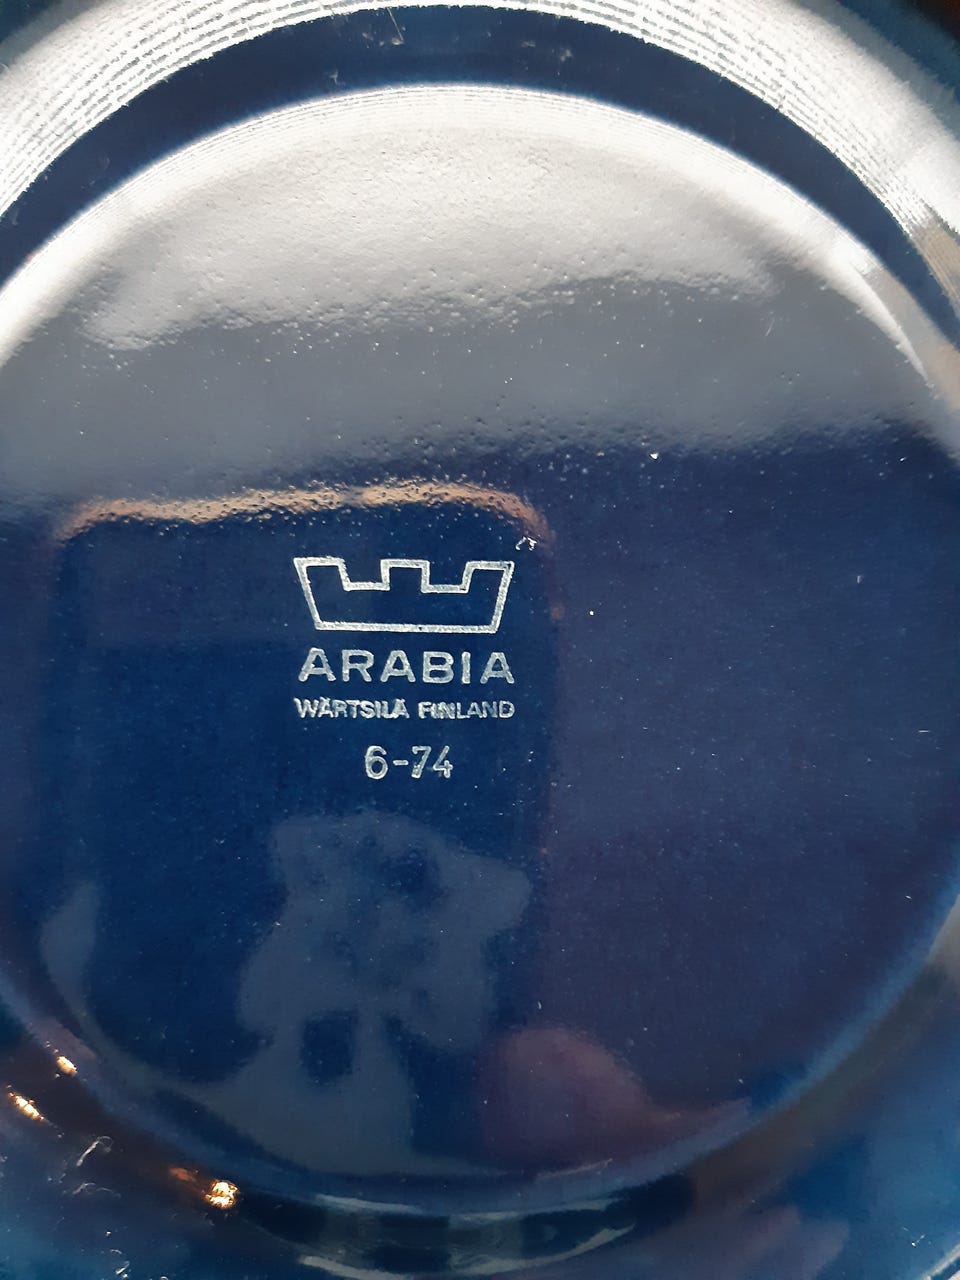 ARABIA
WÄRTSILÄ FINLAND
6-74